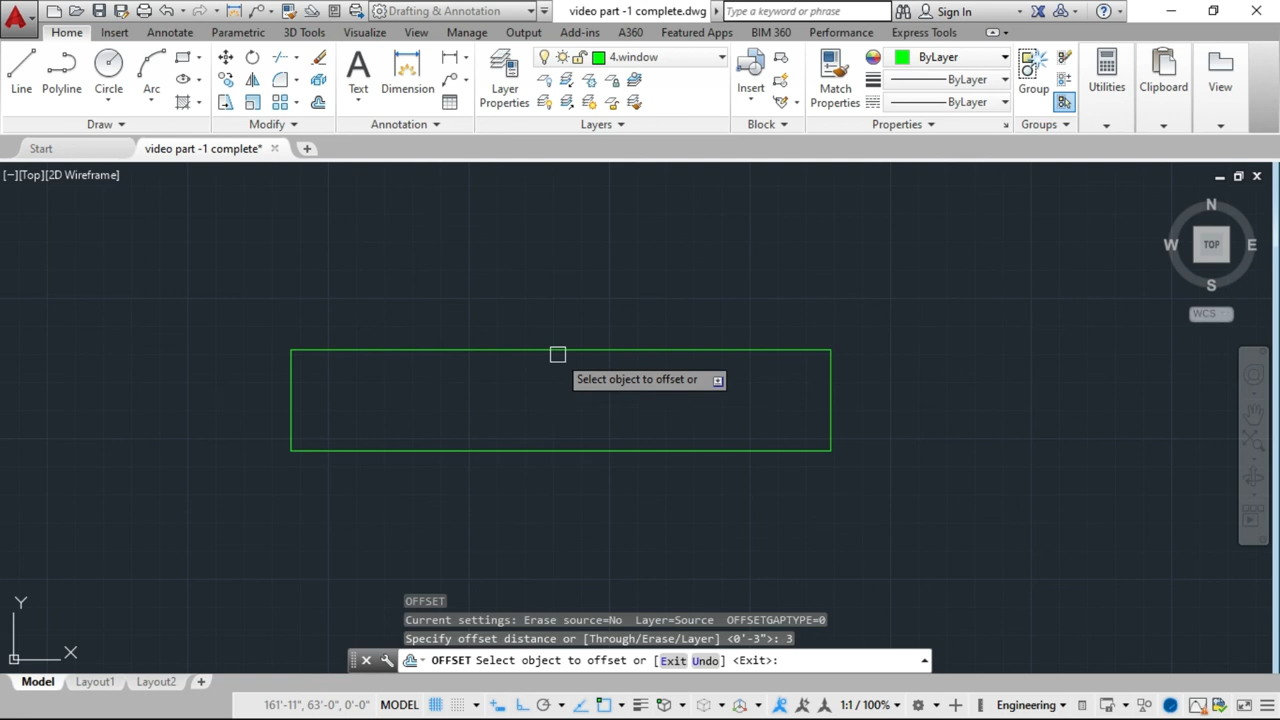 Drafting & Annotation
video part -1 complete.dwg
Type a keyword or phrase
Sign In
Home Insert Annotate Parametric 3D Tools Visualize View Manage Output Add-ins A360 Featured Apps BIM 360 Performance Express Tools
4.window
ByLayer
ByLayer
ByLayer
Line Polyline Circle Arc
Text Dimension
Layer Properties
Insert
Match Properties
Group
Utilities
Clipboard
View
Draw Modify Annotation Layers Block Properties Groups
Start video part -1 complete*
[−][Top][2D Wireframe]
N
W TOP E
S
WCS
Select object to offset or
Y
X
OFFSET
Current settings: Erase source=No Layer=Source OFFSETGAPTYPE=0
Specify offset distance or [Through/Erase/Layer] <0'-3">: 3
OFFSET Select object to offset or [Exit Undo] <Exit>:
Model Layout1 Layout2
161'-11", 63'-0", 0'-0" MODEL 1:1 / 100% Engineering